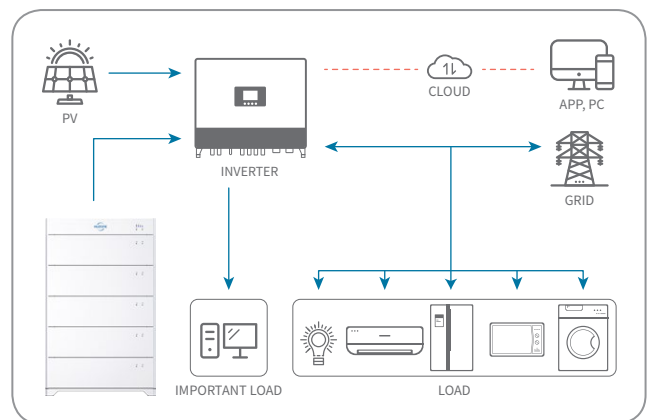 PV
CLOUD
APP, PC
INVERTER
GRID
IMPORTANT LOAD
LOAD